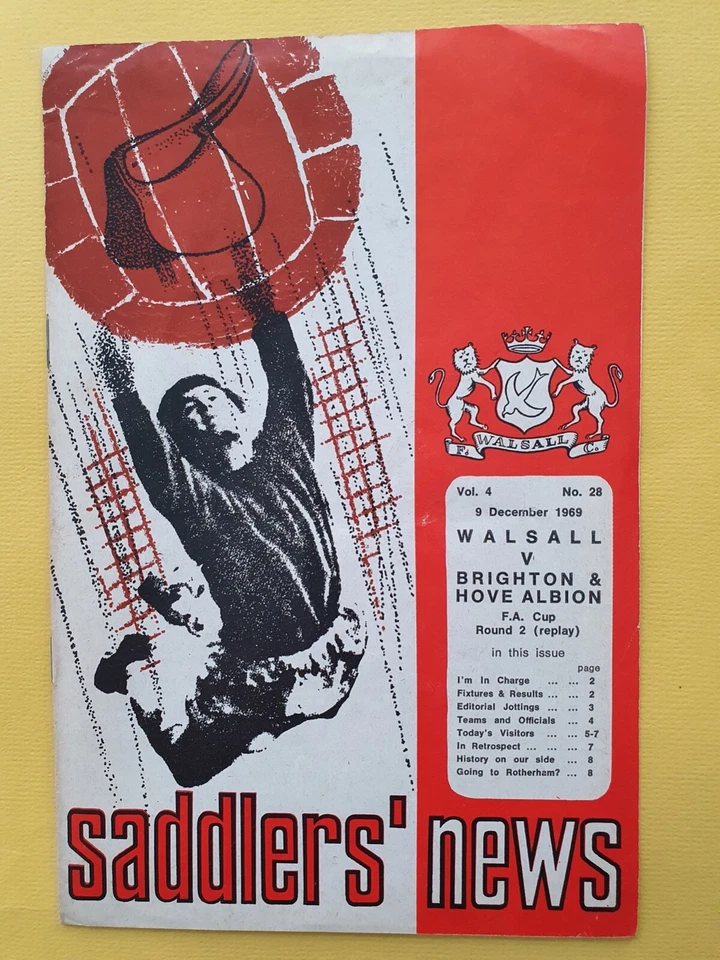 F. WALSALL C.
Vol. 4 No. 28
9 December 1969
WALSALL
V
BRIGHTON &
HOVE ALBION
F.A. Cup
Round 2 (replay)
in this issue
page
I'm In Charge ... ... 2
Fixtures & Results ... ... 2
Editorial Jottings ... ... 3
Teams and Officials ... 4
Today's Visitors ... ... 5-7
In Retrospect ... ... ... 7
History on our side ... 8
Going to Rotherham? ... 8
saddlers' news